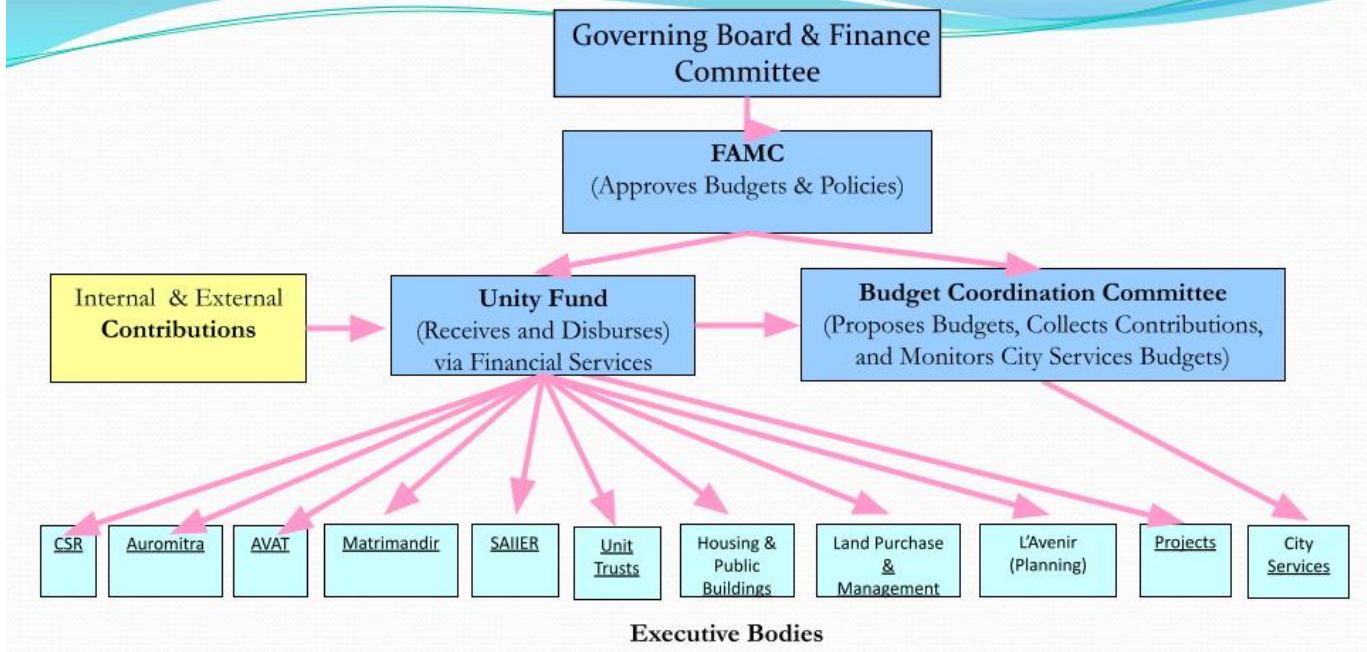 Governing Board & Finance
Committee
FAMC
(Approves Budgets & Policies)
Internal & External
Contributions
Unity Fund
(Receives and Disburses)
via Financial Services
Budget Coordination Committee
(Proposes Budgets, Collects Contributions,
and Monitors City Services Budgets)
CSR
Auromitra
AVAT
Matrimandir
SAIIER
Unit
Trusts
Housing &
Public
Buildings
Land Purchase
&
Management
L'Avenir
(Planning)
Projects
City
Services
Executive Bodies